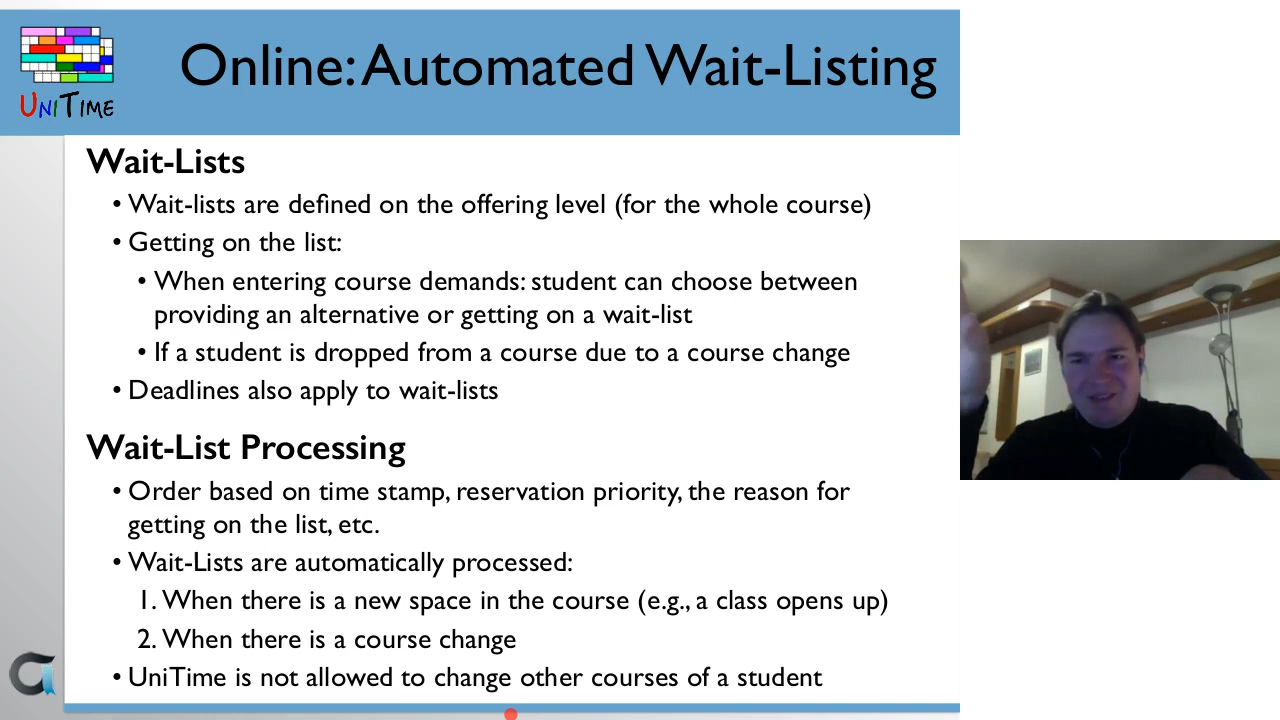 Online: Automated Wait-Listing
UNITIME
Wait-Lists
• Wait-lists are defined on the offering level (for the whole course)
• Getting on the list:
• When entering course demands: student can choose between
providing an alternative or getting on a wait-list
• If a student is dropped from a course due to a course change
• Deadlines also apply to wait-lists
Wait-List Processing
• Order based on time stamp, reservation priority, the reason for
getting on the list, etc.
• Wait-Lists are automatically processed:
1. When there is a new space in the course (e.g., a class opens up)
2. When there is a course change
• UniTime is not allowed to change other courses of a student